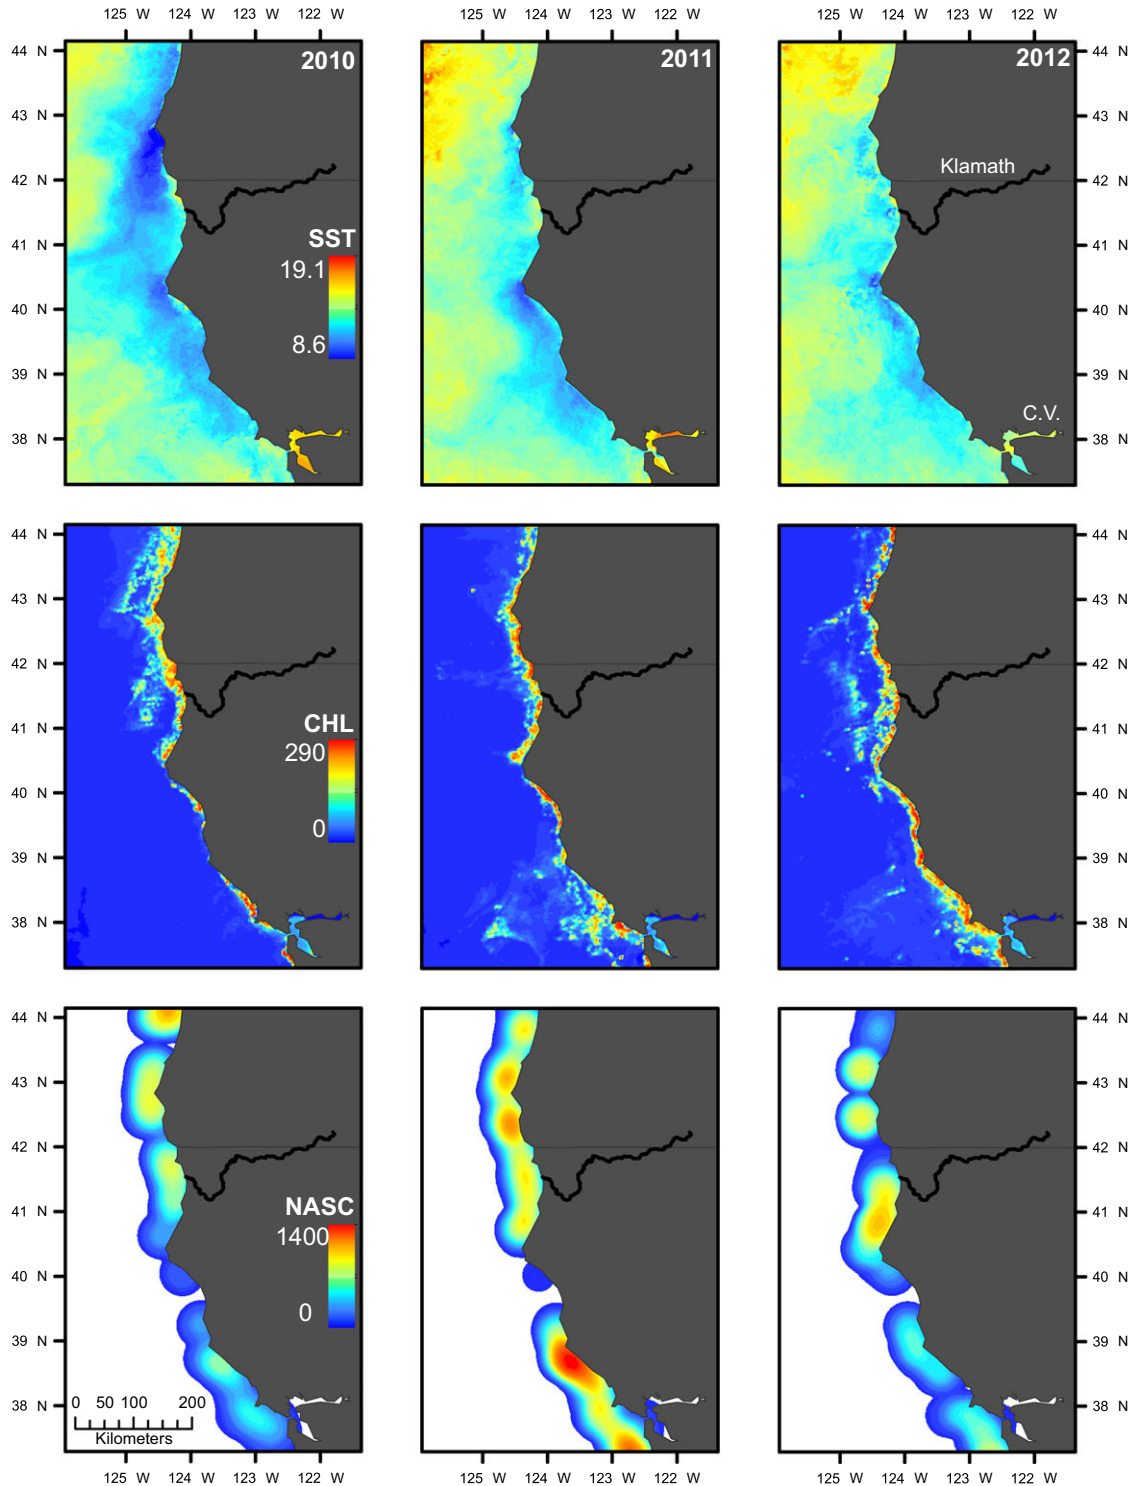 125 W 124 W 123 W 122 W 125 W 124 W 123 W 122 W 125 W 124 W 123 W 122 W
44 N 2010 2011 2012 44 N
43 N 43 N
42 N Klamath 42 N
41 N SST 41 N
19.1
40 N 40 N
8.6
39 N 39 N
38 N C.V. 38 N
44 N 44 N
43 N 43 N
42 N 42 N
41 N CHL 41 N
290
40 N 40 N
0
39 N 39 N
38 N 38 N
44 N 44 N
43 N 43 N
42 N 42 N
41 N NASC 41 N
1400
40 N 40 N
0
39 N 39 N
0 50 100 200
38 N 38 N
Kilometers
125 W 124 W 123 W 122 W 125 W 124 W 123 W 122 W 125 W 124 W 123 W 122 W